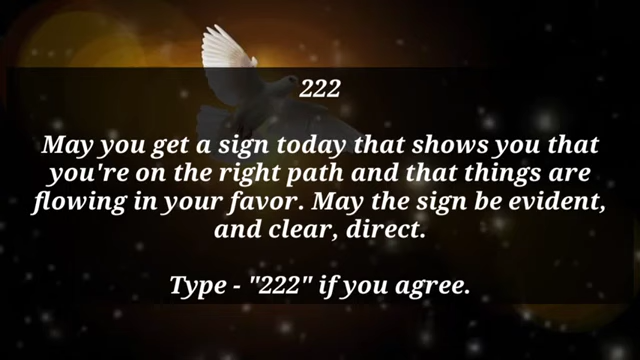 222
May you get a sign today that shows you that
you're on the right path and that things are
flowing in your favor. May the sign be evident,
and clear, direct.
Type - "222" if you agree.